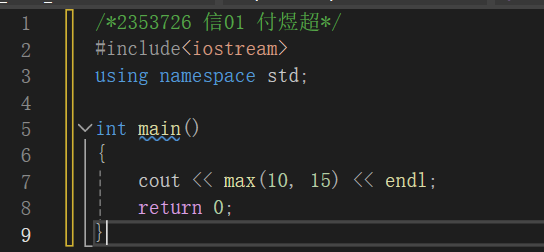 1 /*2353726 信01 付煜超*/
2 #include<iostream>
3 using namespace std;
4
5 int main()
6 {
7 cout << max(10, 15) << endl;
8 return 0;
9 }